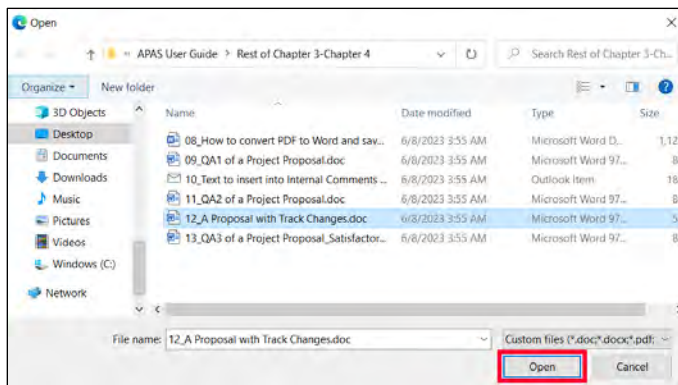 Open
« APAS User Guide > Rest of Chapter 3-Chapter 4
Search Rest of Chapter 3-Ch...
Organize
New folder
Name Date modified Type Size
3D Objects
Desktop
Documents
Downloads
Music
Pictures
Videos
Windows (C:)
Network
08_How to convert PDF to Word and sav... 6/8/2023 3:55 AM Microsoft Word D... 1,12
09_QA1 of a Project Proposal.doc 6/8/2023 3:55 AM Microsoft Word 97... 8
10_Text to insert into Internal Comments ... 6/8/2023 3:55 AM Outlook Item 18
11_QA2 of a Project Proposal.doc 6/8/2023 3:55 AM Microsoft Word 97... 8
12_A Proposal with Track Changes.doc 6/8/2023 3:55 AM Microsoft Word 97... 5
13_QA3 of a Project Proposal_Satisfactor... 6/8/2023 3:55 AM Microsoft Word 97... 8
File name: 12_A Proposal with Track Changes.doc
Custom files (*.doc;*.docx;*.pdf;
Open
Cancel